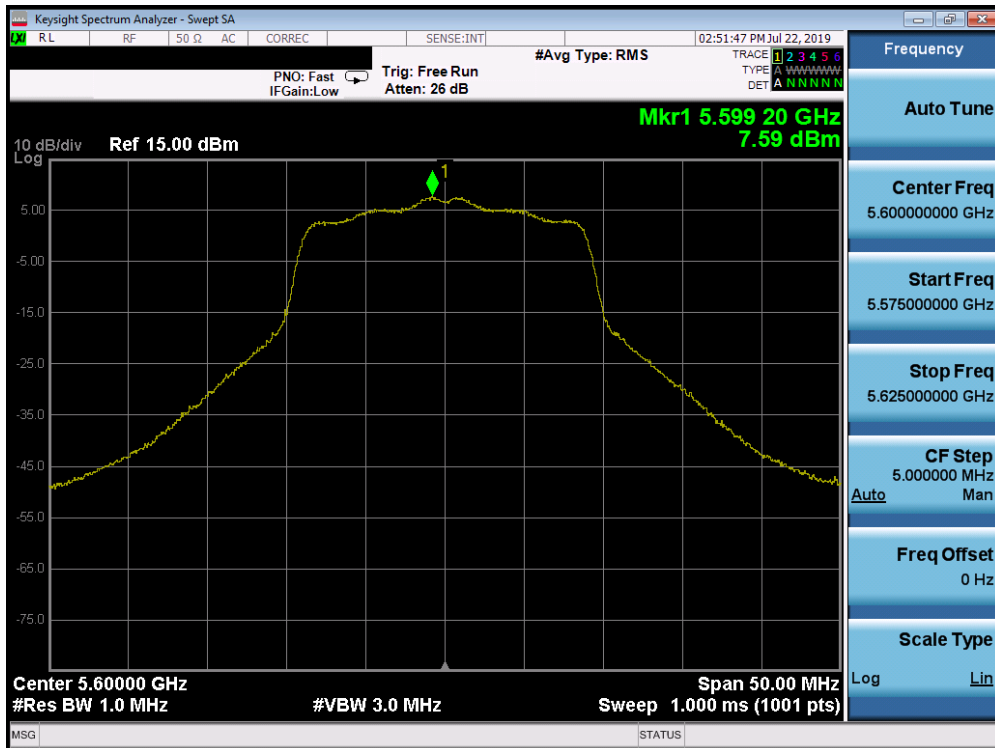 Keysight Spectrum Analyzer - Swept SA
LXI RL RF 50 Ω AC CORREC SENSE:INT 02:51:47 PM Jul 22, 2019
#Avg Type: RMS TRACE 1 2 3 4 5 6
PNO: Fast Trig: Free Run TYPE A WWWWW
IFGain:Low Atten: 26 dB DET A N N N N N
Mkr1 5.599 20 GHz
7.59 dBm
10 dB/div Ref 15.00 dBm
Log
1
5.00
-5.00
-15.0
-25.0
-35.0
-45.0
-55.0
-65.0
-75.0
Center 5.60000 GHz Span 50.00 MHz
#Res BW 1.0 MHz #VBW 3.0 MHz Sweep 1.000 ms (1001 pts)
MSG STATUS
Frequency
Auto Tune
Center Freq
5.600000000 GHz
Start Freq
5.575000000 GHz
Stop Freq
5.625000000 GHz
CF Step
5.000000 MHz
Auto Man
Freq Offset
0 Hz
Scale Type
Log Lin